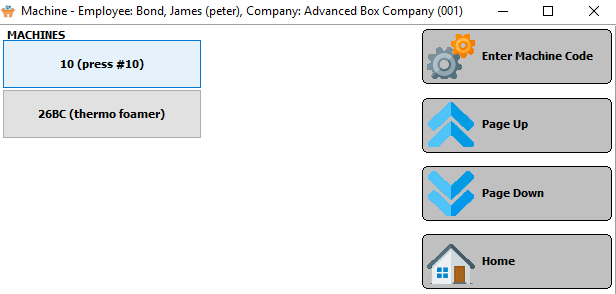 Machine - Employee: Bond, James (peter), Company: Advanced Box Company (001)
MACHINES
10 (press #10)
26BC (thermo foamer)
Enter Machine Code
Page Up
Page Down
Home